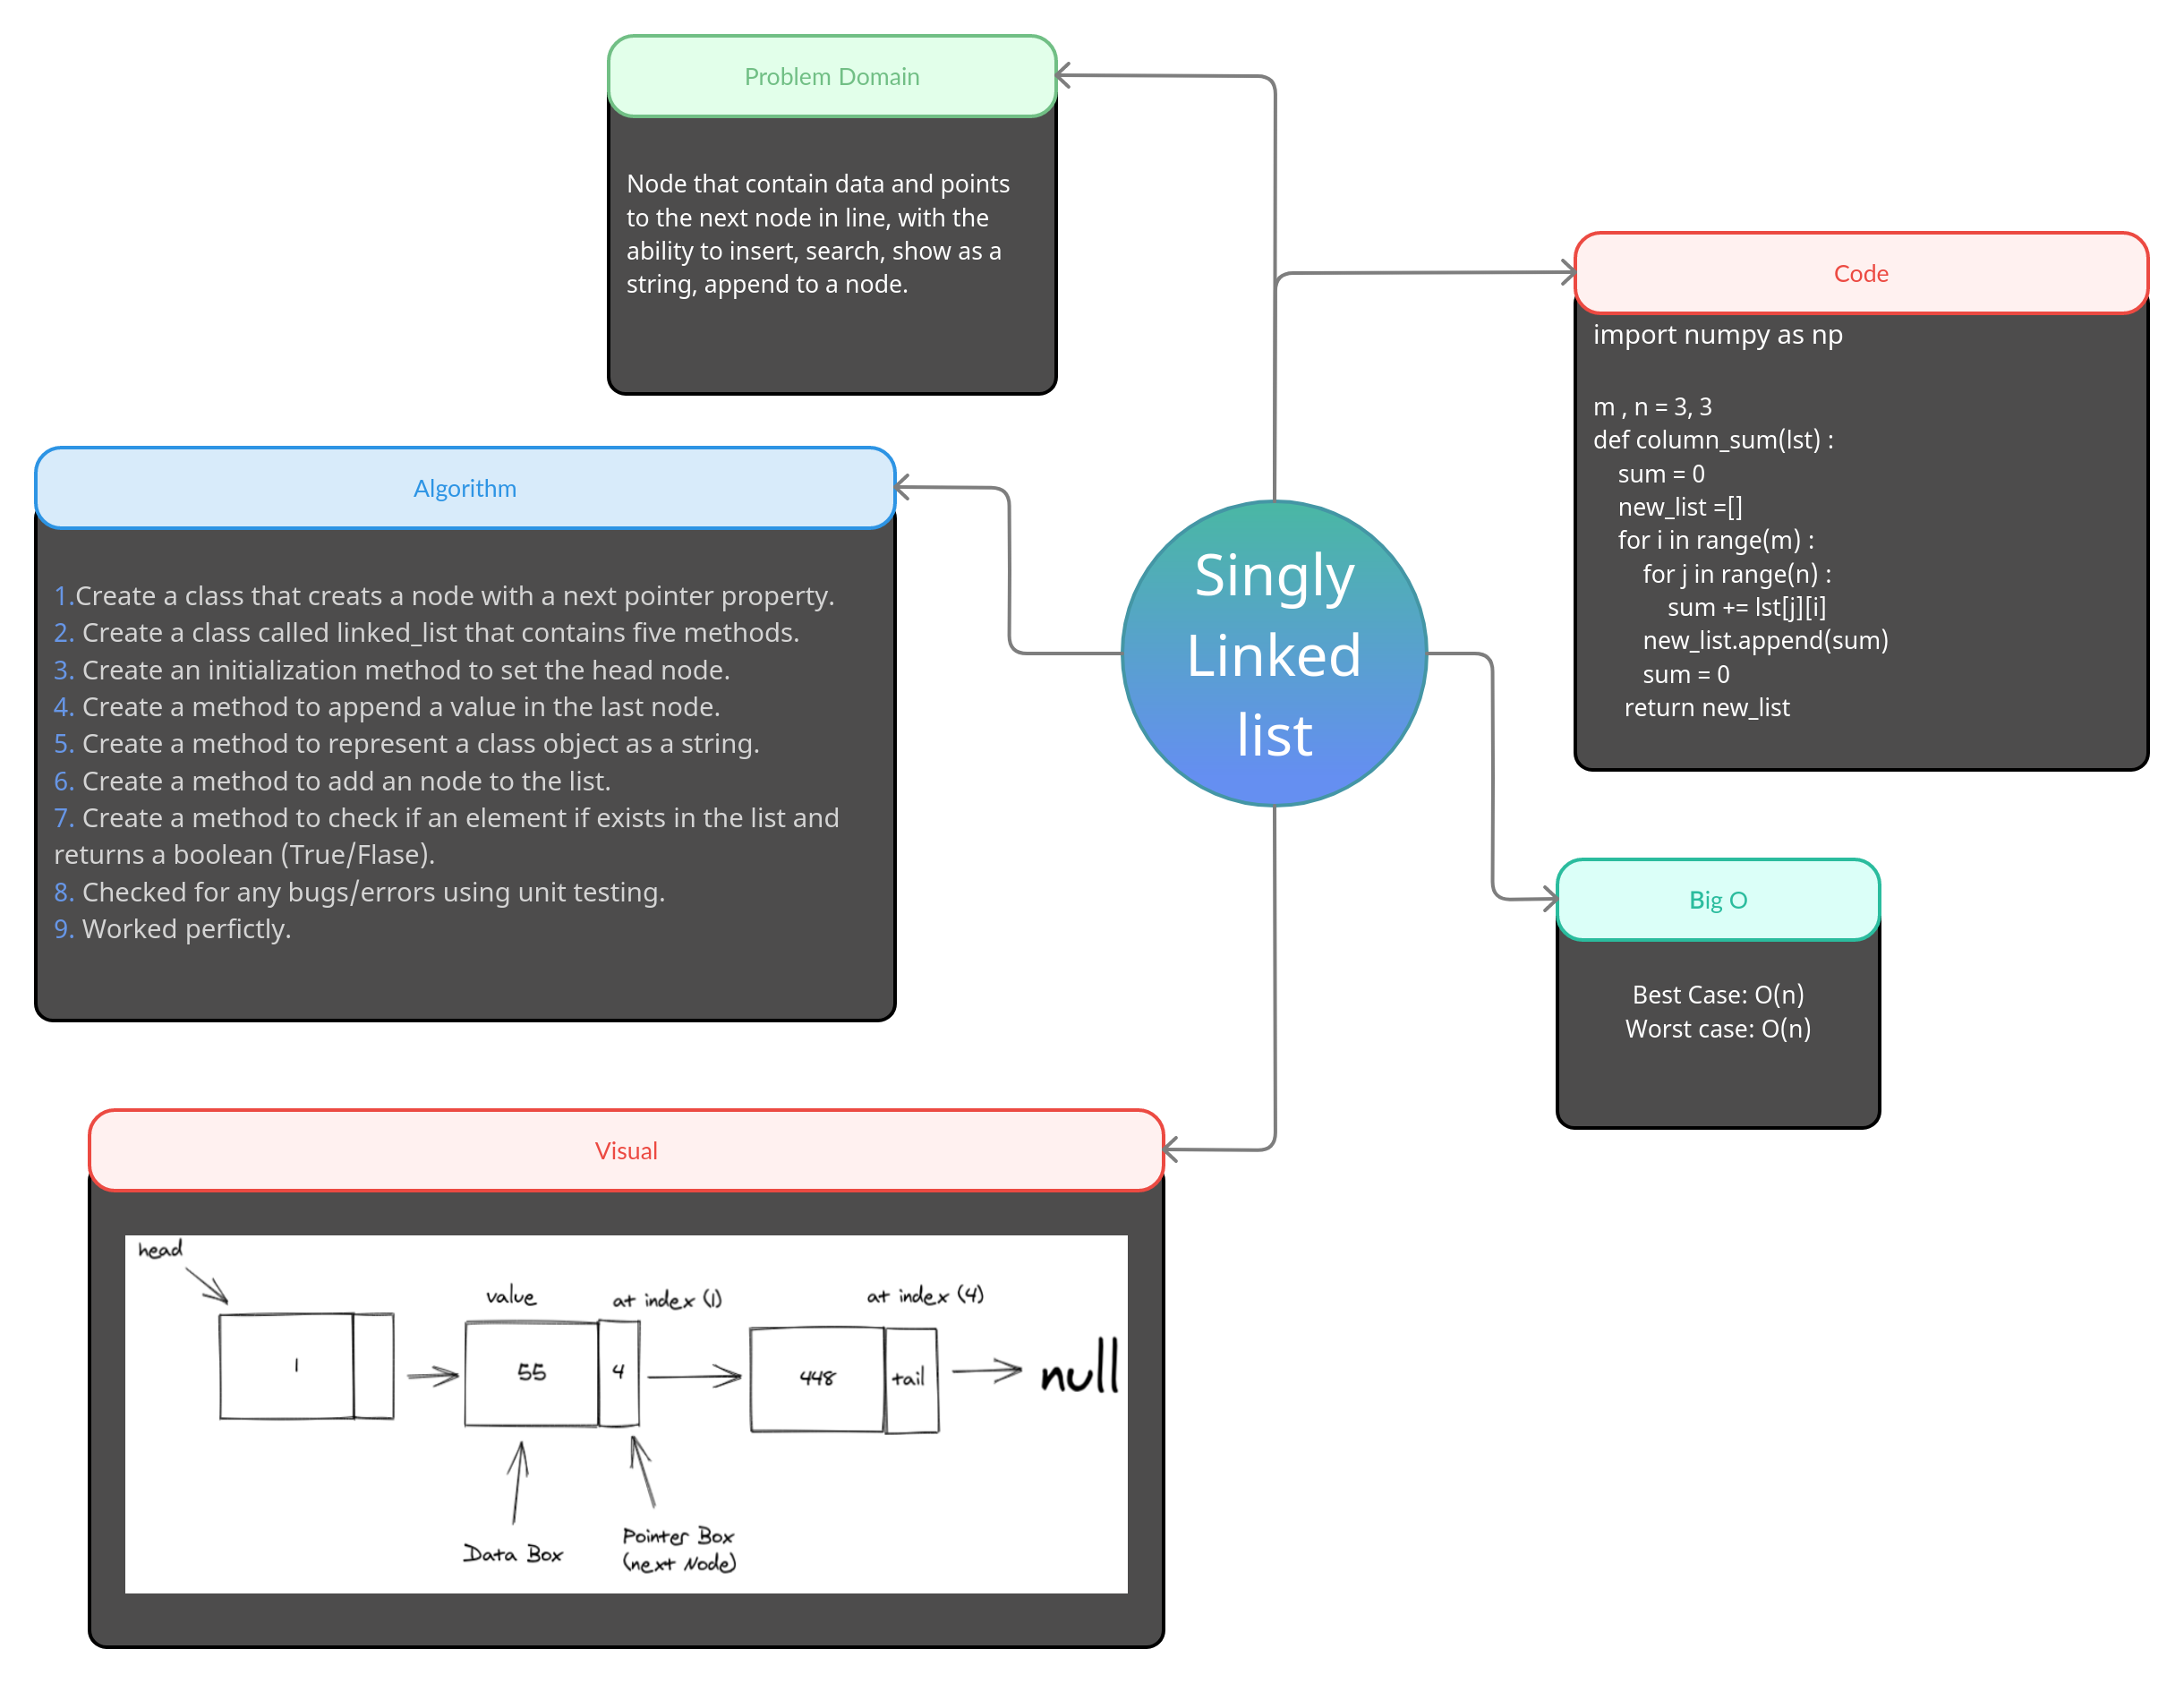 Problem Domain
Node that contain data and points
to the next node in line, with the
ability to insert, search, show as a
string, append to a node.
Code
import numpy as np
m , n = 3, 3
def column_sum(lst) :
sum = 0
new_list =[]
for i in range(m) :
for j in range(n) :
sum += lst[j][i]
new_list.append(sum)
sum = 0
return new_list
Algorithm
1.Create a class that creats a node with a next pointer property.
2. Create a class called linked_list that contains five methods.
3. Create an initialization method to set the head node.
4. Create a method to append a value in the last node.
5. Create a method to represent a class object as a string.
6. Create a method to add an node to the list.
7. Create a method to check if an element if exists in the list and
returns a boolean (True/Flase).
8. Checked for any bugs/errors using unit testing.
9. Worked perfictly.
Singly
Linked
list
Big O
Best Case: O(n)
Worst case: O(n)
Visual
head
value
at index (1)
at index (4)
1
55
4
448
tail
null
Data Box
Pointer Box
(next Node)